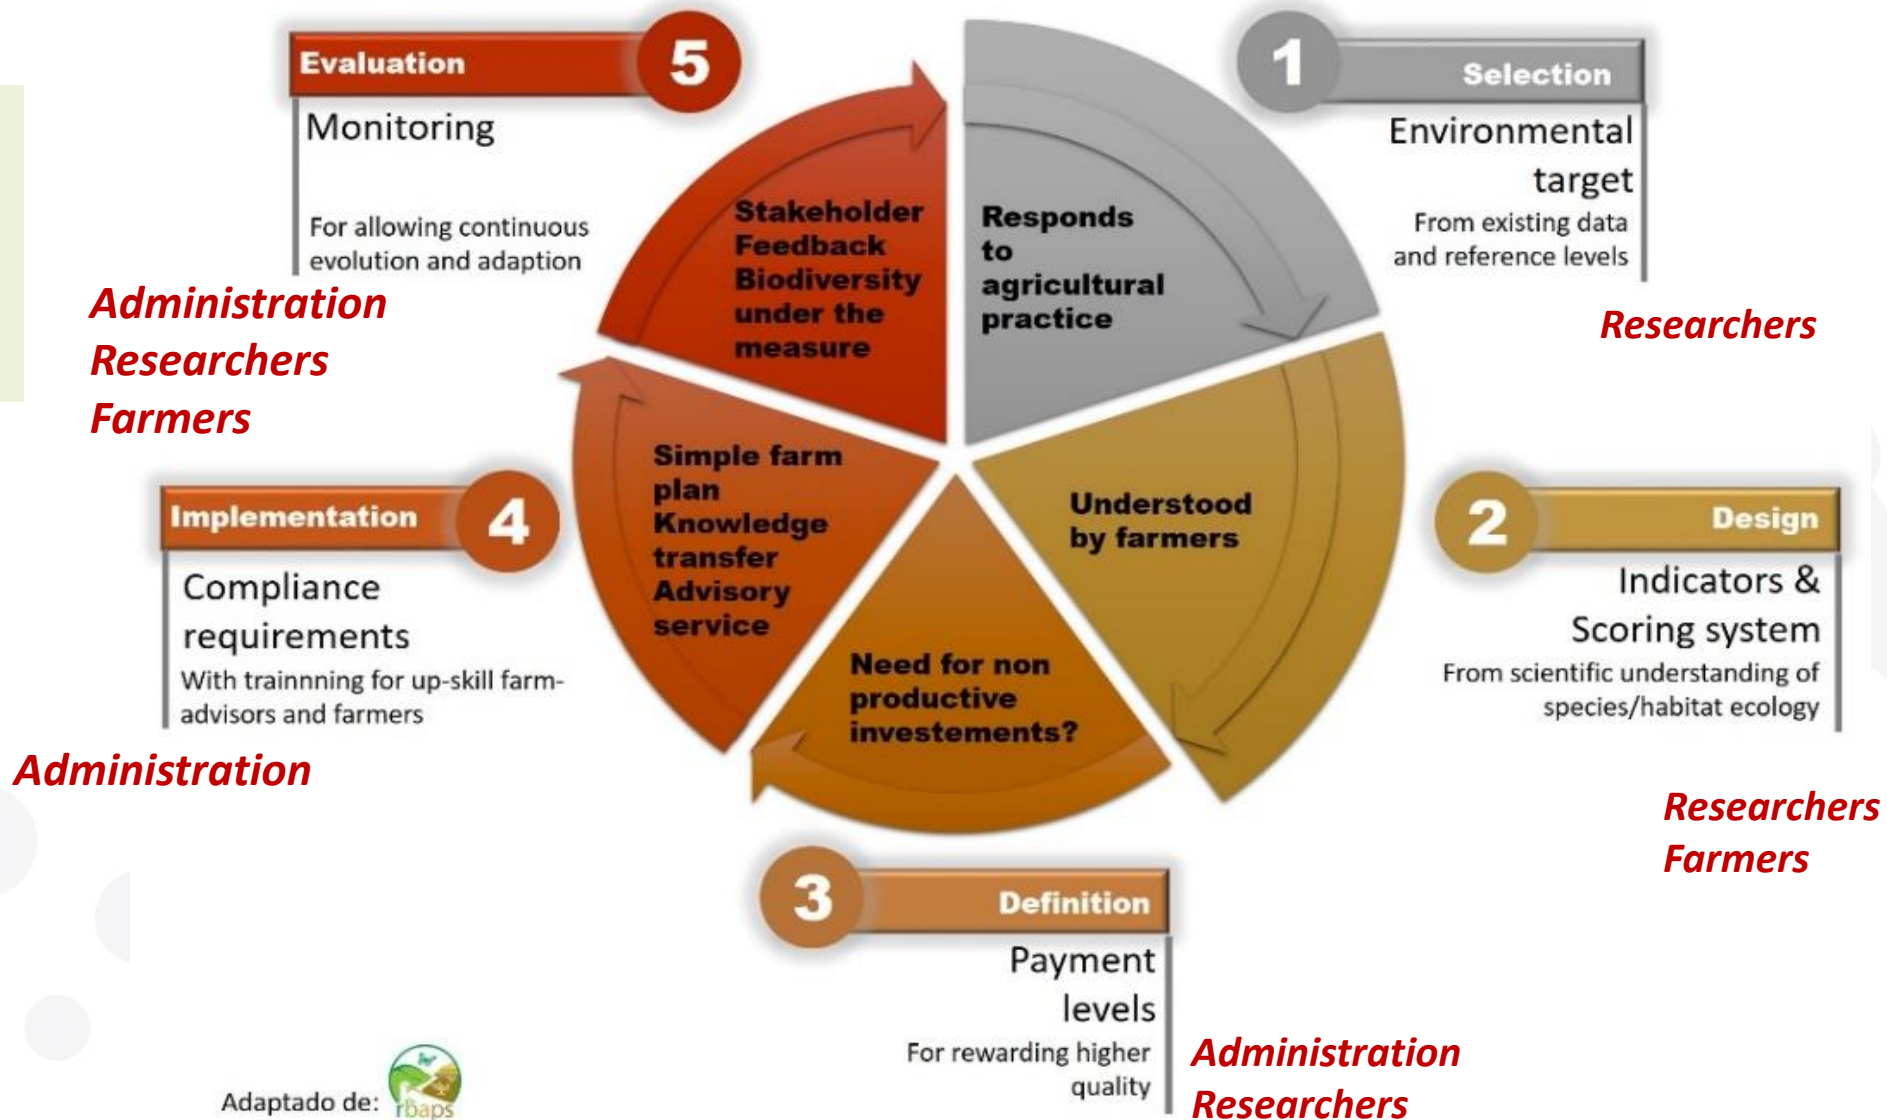 1
Selection
Environmental
target
From existing data
and reference levels
Researchers
Responds
to
agricultural
practice
2
Design
Indicators &
Scoring system
From scientific understanding of
species/habitat ecology
Researchers
Farmers
Understood
by farmers
3
Definition
Payment
levels
For rewarding higher
quality
Administration
Researchers
Need for non
productive
investements?
4
Implementation
Compliance
requirements
With trainnning for up-skill farm-
advisors and farmers
Administration
Simple farm
plan
Knowledge
transfer
Advisory
service
5
Evaluation
Monitoring
For allowing continuous
evolution and adaption
Administration
Researchers
Farmers
Stakeholder
Feedback
Biodiversity
under the
measure
Adaptado de:
rbaps